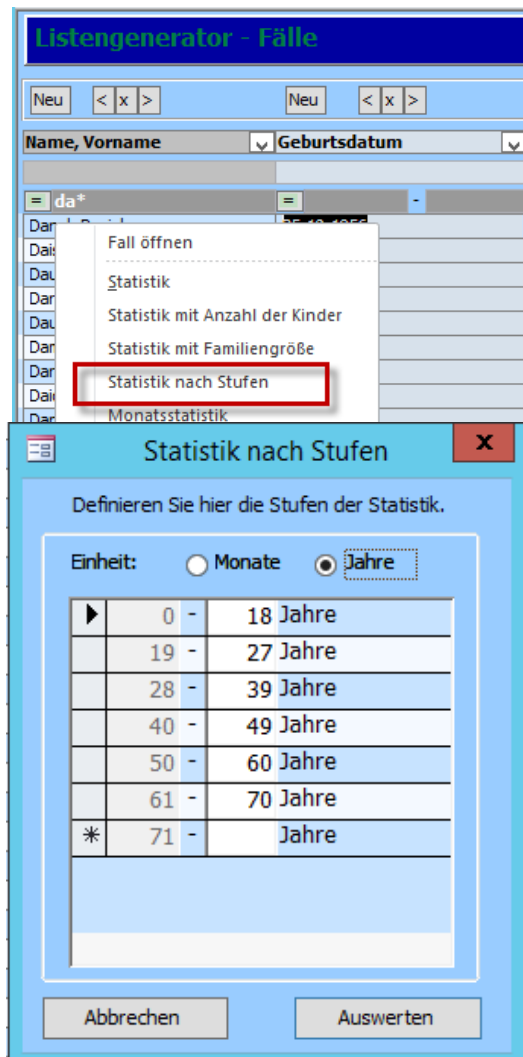 Listengenerator - Fälle
Neu < x > Neu < x >
Name, Vorname Geburtsdatum
= da* = -
Fall öffnen
Statistik
Statistik mit Anzahl der Kinder
Statistik mit Familiengröße
Statistik nach Stufen
Monatsstatistik
Statistik nach Stufen x
Definieren Sie hier die Stufen der Statistik.
Einheit: Monate Jahre
0 - 18 Jahre
19 - 27 Jahre
28 - 39 Jahre
40 - 49 Jahre
50 - 60 Jahre
61 - 70 Jahre
* 71 - Jahre
Abbrechen Auswerten